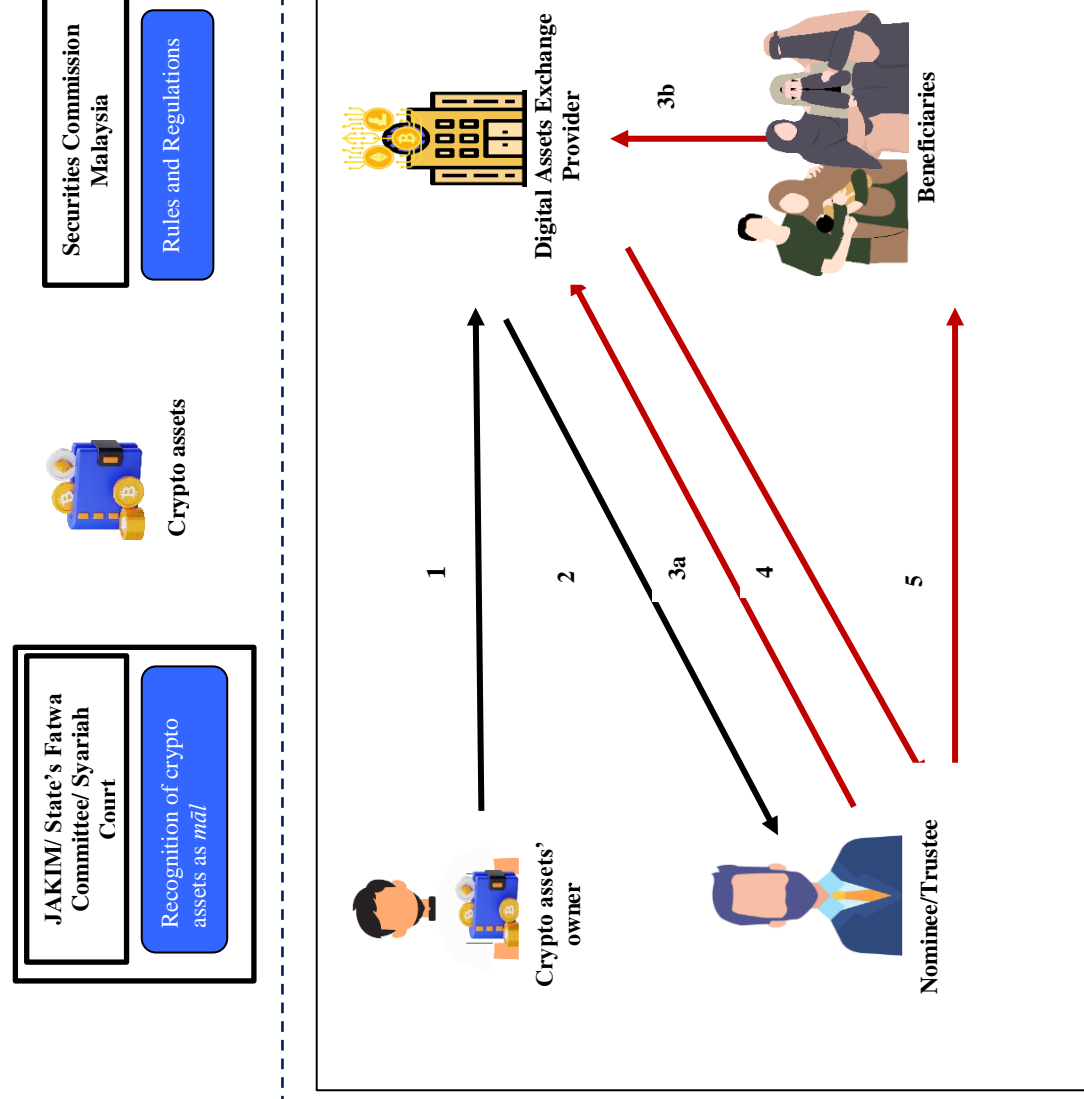 JAKIM/ State’s Fatwa
Committee/ Syariah
Court
Recognition of crypto
assets as māl
Crypto assets
Securities Commission
Malaysia
Rules and Regulations
1
Crypto assets’
owner
Digital Assets Exchange
Provider
2
3a
3b
4
5
Nominee/Trustee
Beneficiaries